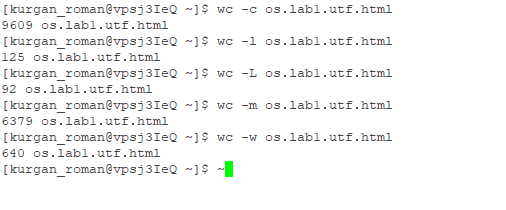 [kurgan_roman@vpsj3IeQ ~]$ wc -c os.lab1.utf.html
9609 os.lab1.utf.html
[kurgan_roman@vpsj3IeQ ~]$ wc -l os.lab1.utf.html
125 os.lab1.utf.html
[kurgan_roman@vpsj3IeQ ~]$ wc -L os.lab1.utf.html
92 os.lab1.utf.html
[kurgan_roman@vpsj3IeQ ~]$ wc -m os.lab1.utf.html
6379 os.lab1.utf.html
[kurgan_roman@vpsj3IeQ ~]$ wc -w os.lab1.utf.html
640 os.lab1.utf.html
[kurgan_roman@vpsj3IeQ ~]$ ~